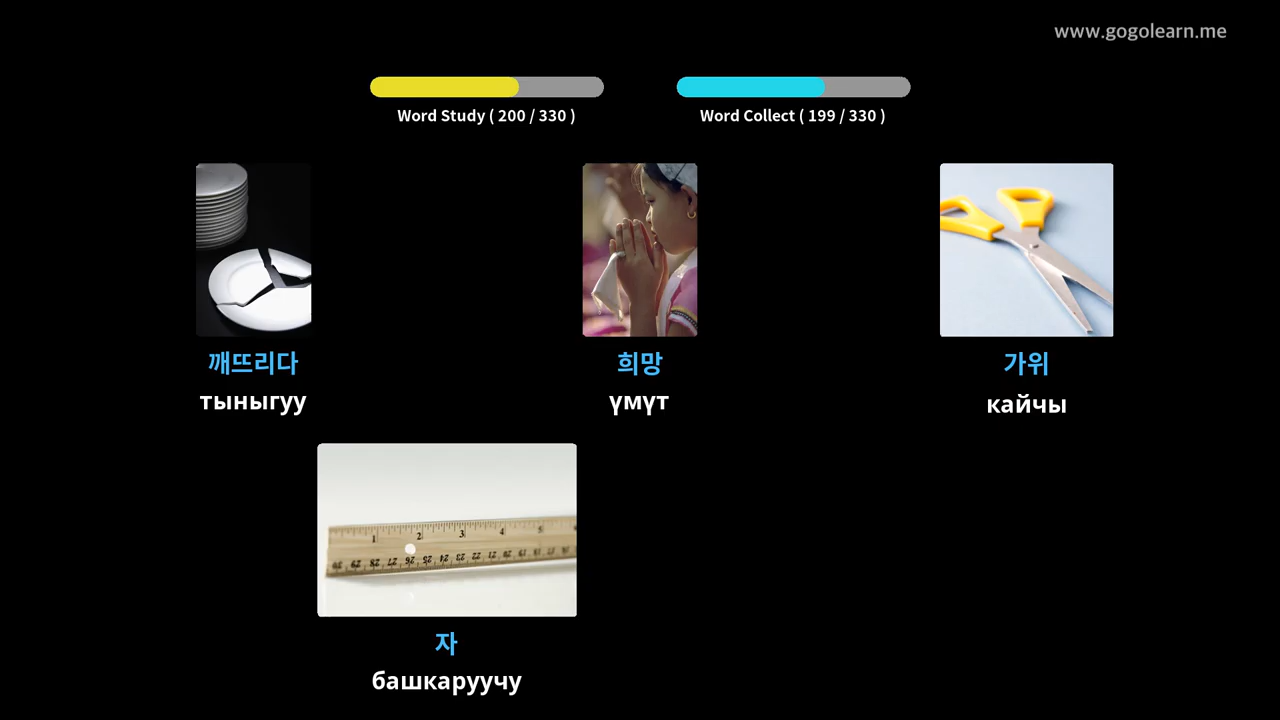 www.gogolearn.me
Word Study ( 200 / 330 )
Word Collect ( 199 / 330 )
깨뜨리다
тыныгуу
희망
үмүт
가위
кайчы
자
башкаруучу